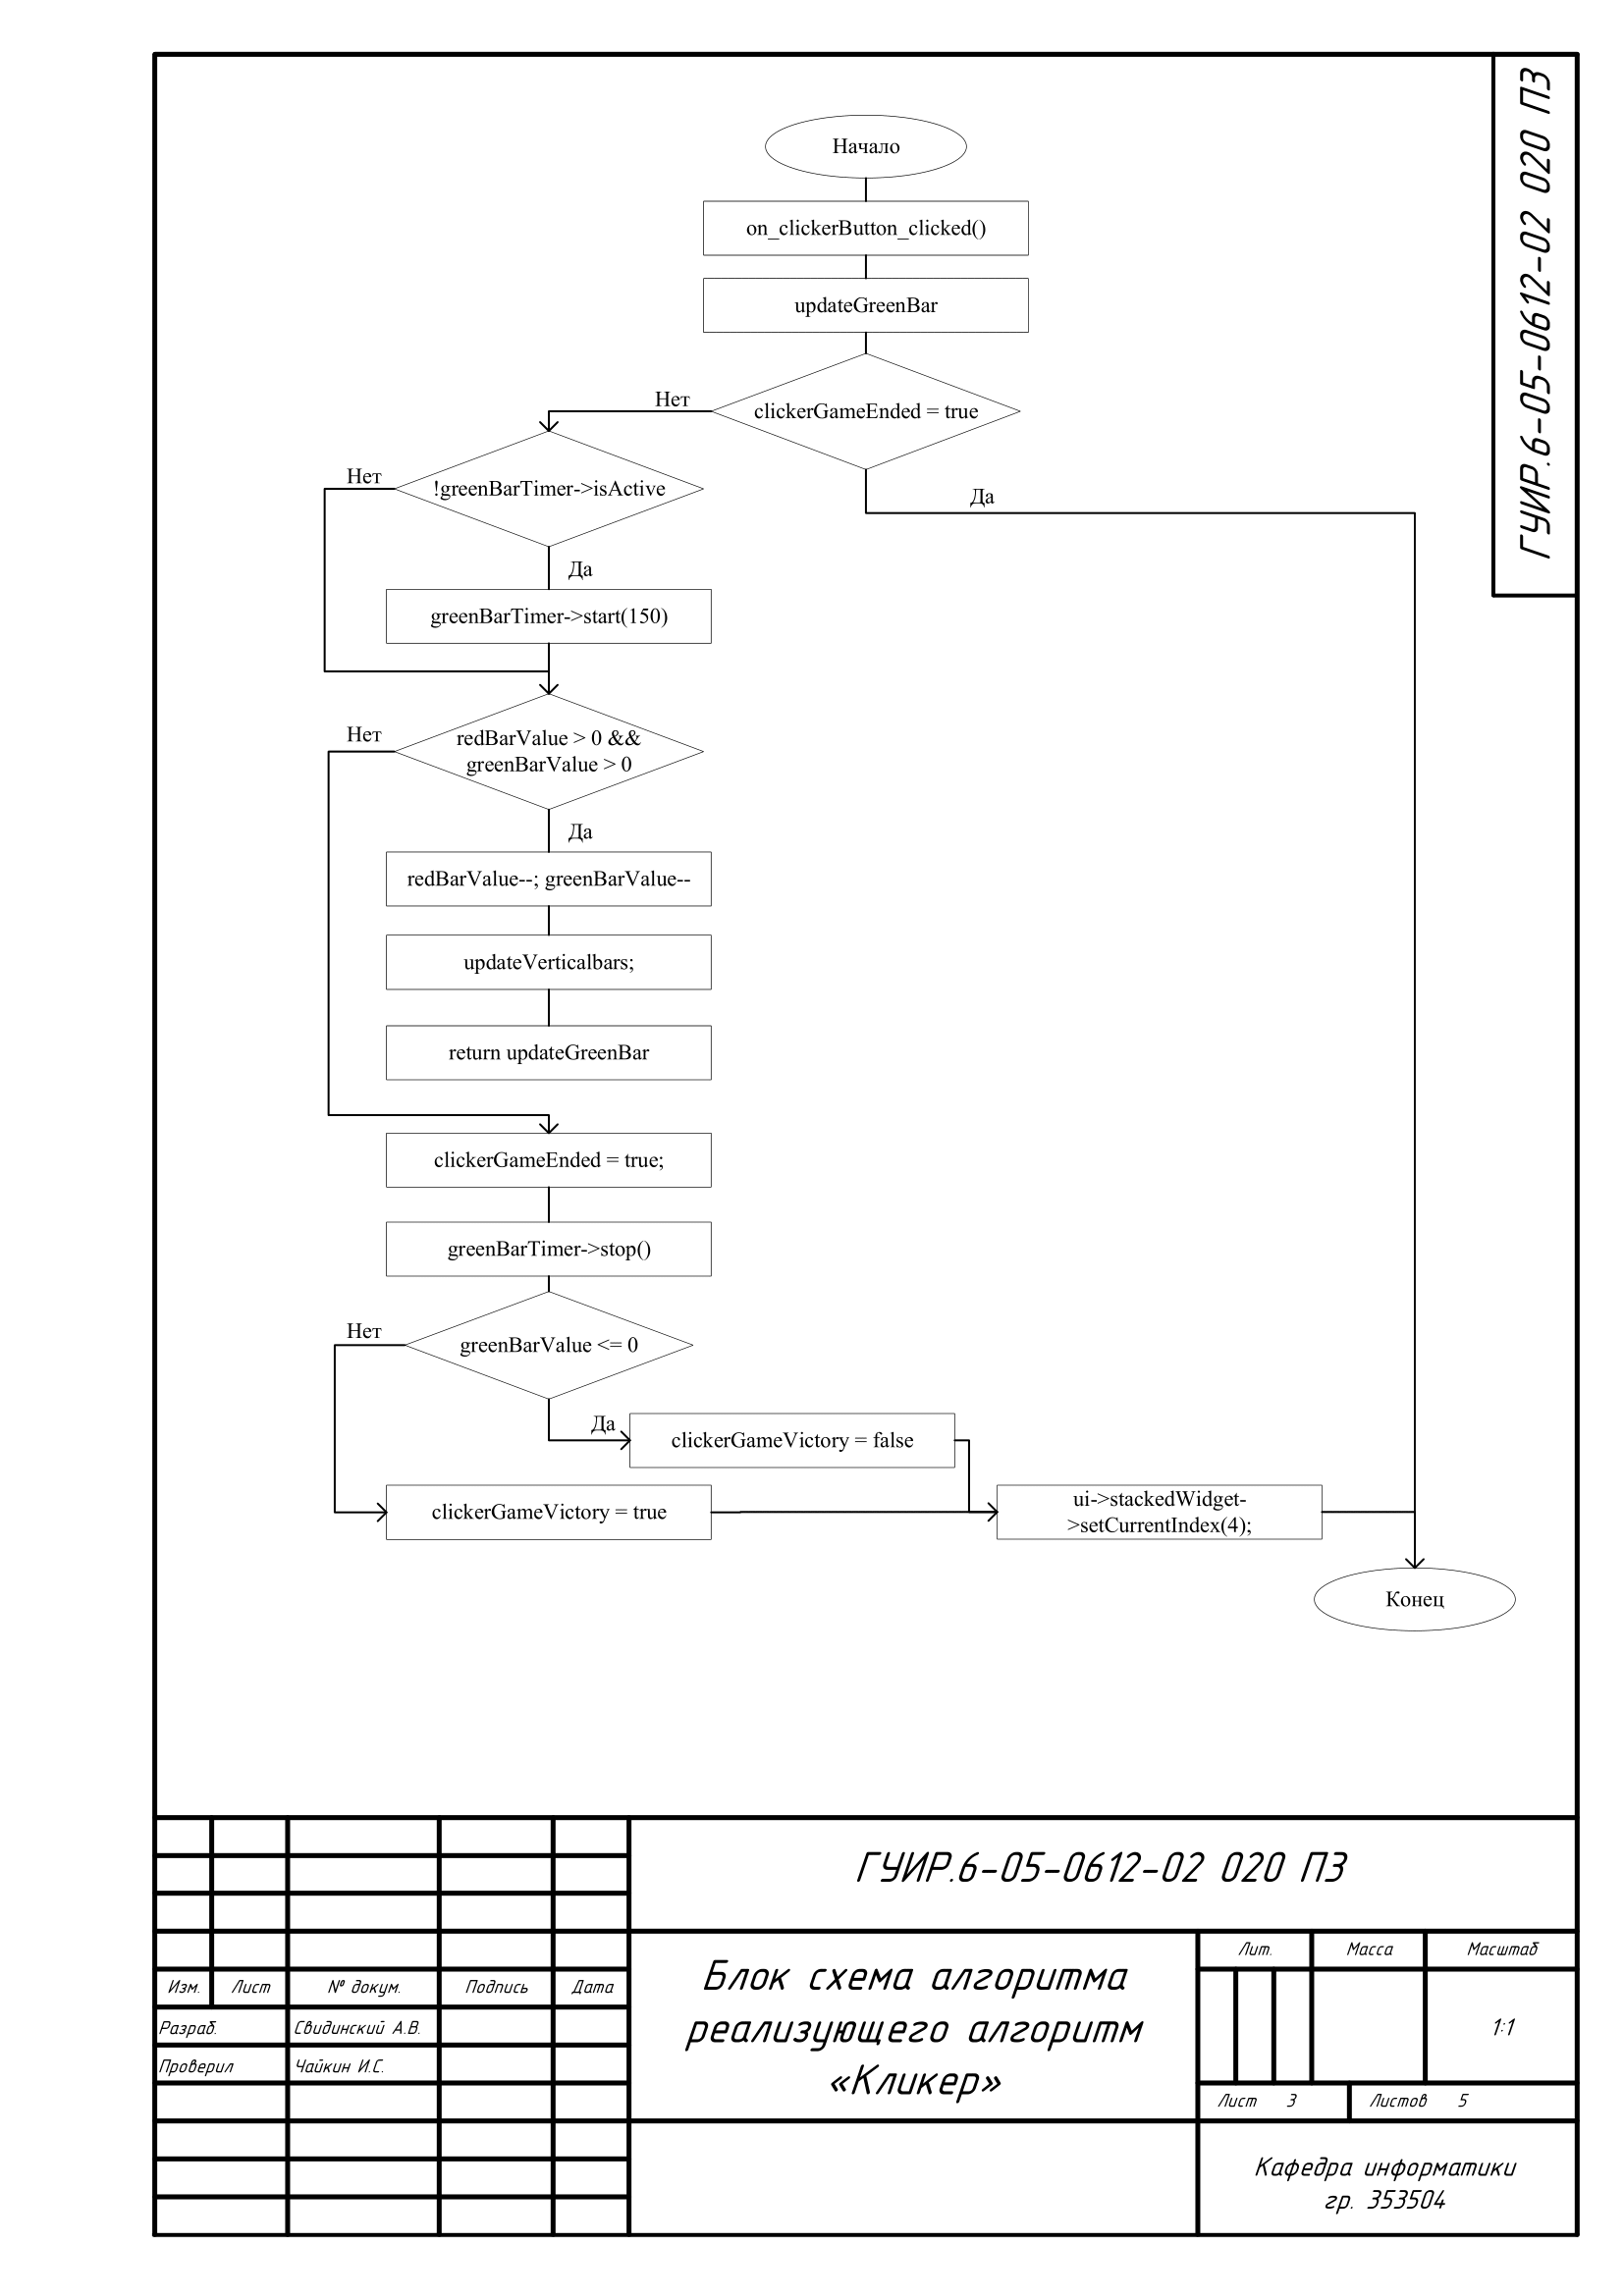 ГУИР.6-05-0612-02 020 ПЗ
Начало
on_clickerButton_clicked()
updateGreenBar
clickerGameEnded = true
Нет
Да
!greenBarTimer->isActive
Нет
Да
greenBarTimer->start(150)
redBarValue > 0 &&
greenBarValue > 0
Нет
Да
redBarValue--; greenBarValue--
updateVerticalbars;
return updateGreenBar
clickerGameEnded = true;
greenBarTimer->stop()
greenBarValue <= 0
Нет
Да
clickerGameVictory = false
clickerGameVictory = true
ui->stackedWidget-
>setCurrentIndex(4);
Конец
ГУИР.6-05-0612-02 020 ПЗ
Изм. Лист № докум. Подпись Дата
Разраб. Свидинский А.В.
Проверил Чайкин И.С.
Блок схема алгоритма
реализующего алгоритм
«Кликер»
Лит. Масса Масштаб
1:1
Лист 3 Листов 5
Кафедра информатики
гр. 353504